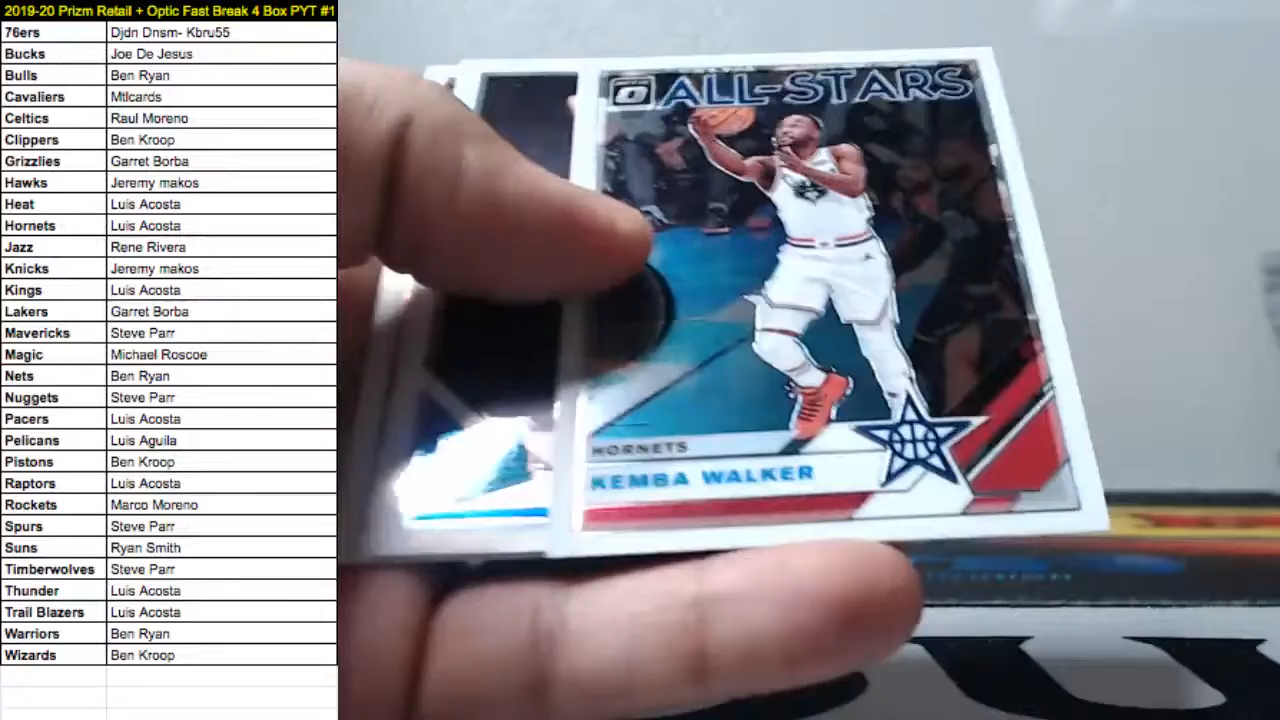 2019-20 Prizm Retail + Optic Fast Break 4 Box PYT #1
76ers Djdn Dnsm- Kbru55
Bucks Joe De Jesus
Bulls Ben Ryan
Cavaliers Mtlcards
Celtics Raul Moreno
Clippers Ben Kroop
Grizzlies Garret Borba
Hawks Jeremy makos
Heat Luis Acosta
Hornets Luis Acosta
Jazz Rene Rivera
Knicks Jeremy makos
Kings Luis Acosta
Lakers Garret Borba
Mavericks Steve Parr
Magic Michael Roscoe
Nets Ben Ryan
Nuggets Steve Parr
Pacers Luis Acosta
Pelicans Luis Aguila
Pistons Ben Kroop
Raptors Luis Acosta
Rockets Marco Moreno
Spurs Steve Parr
Suns Ryan Smith
Timberwolves Steve Parr
Thunder Luis Acosta
Trail Blazers Luis Acosta
Warriors Ben Ryan
Wizards Ben Kroop
ALL-STARS
HORNETS
KEMBA WALKER